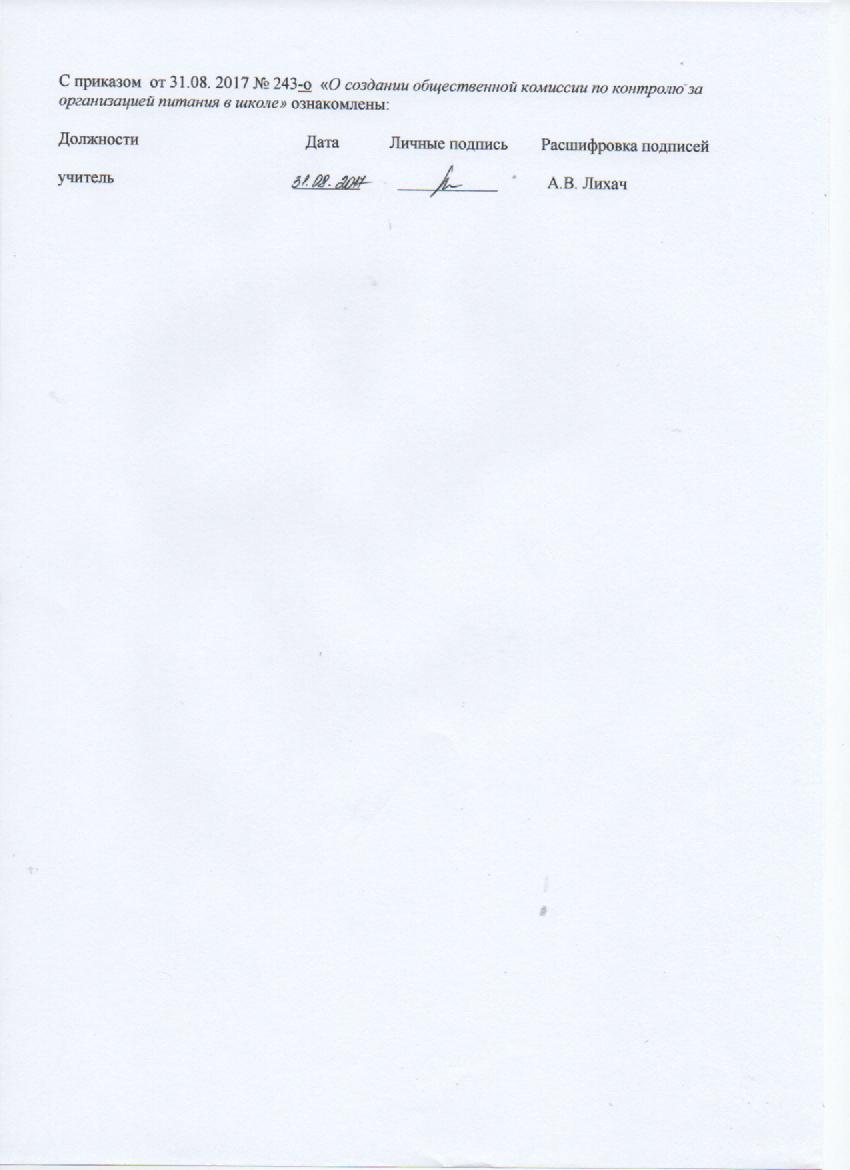 С приказом от 31.08. 2017 № 243-о «О создании общественной комиссии по контролю за
организацией питания в школе» ознакомлены:
Должности Дата Личные подпись Расшифровка подписей
учитель 31.08.2017 А.В. Лихач